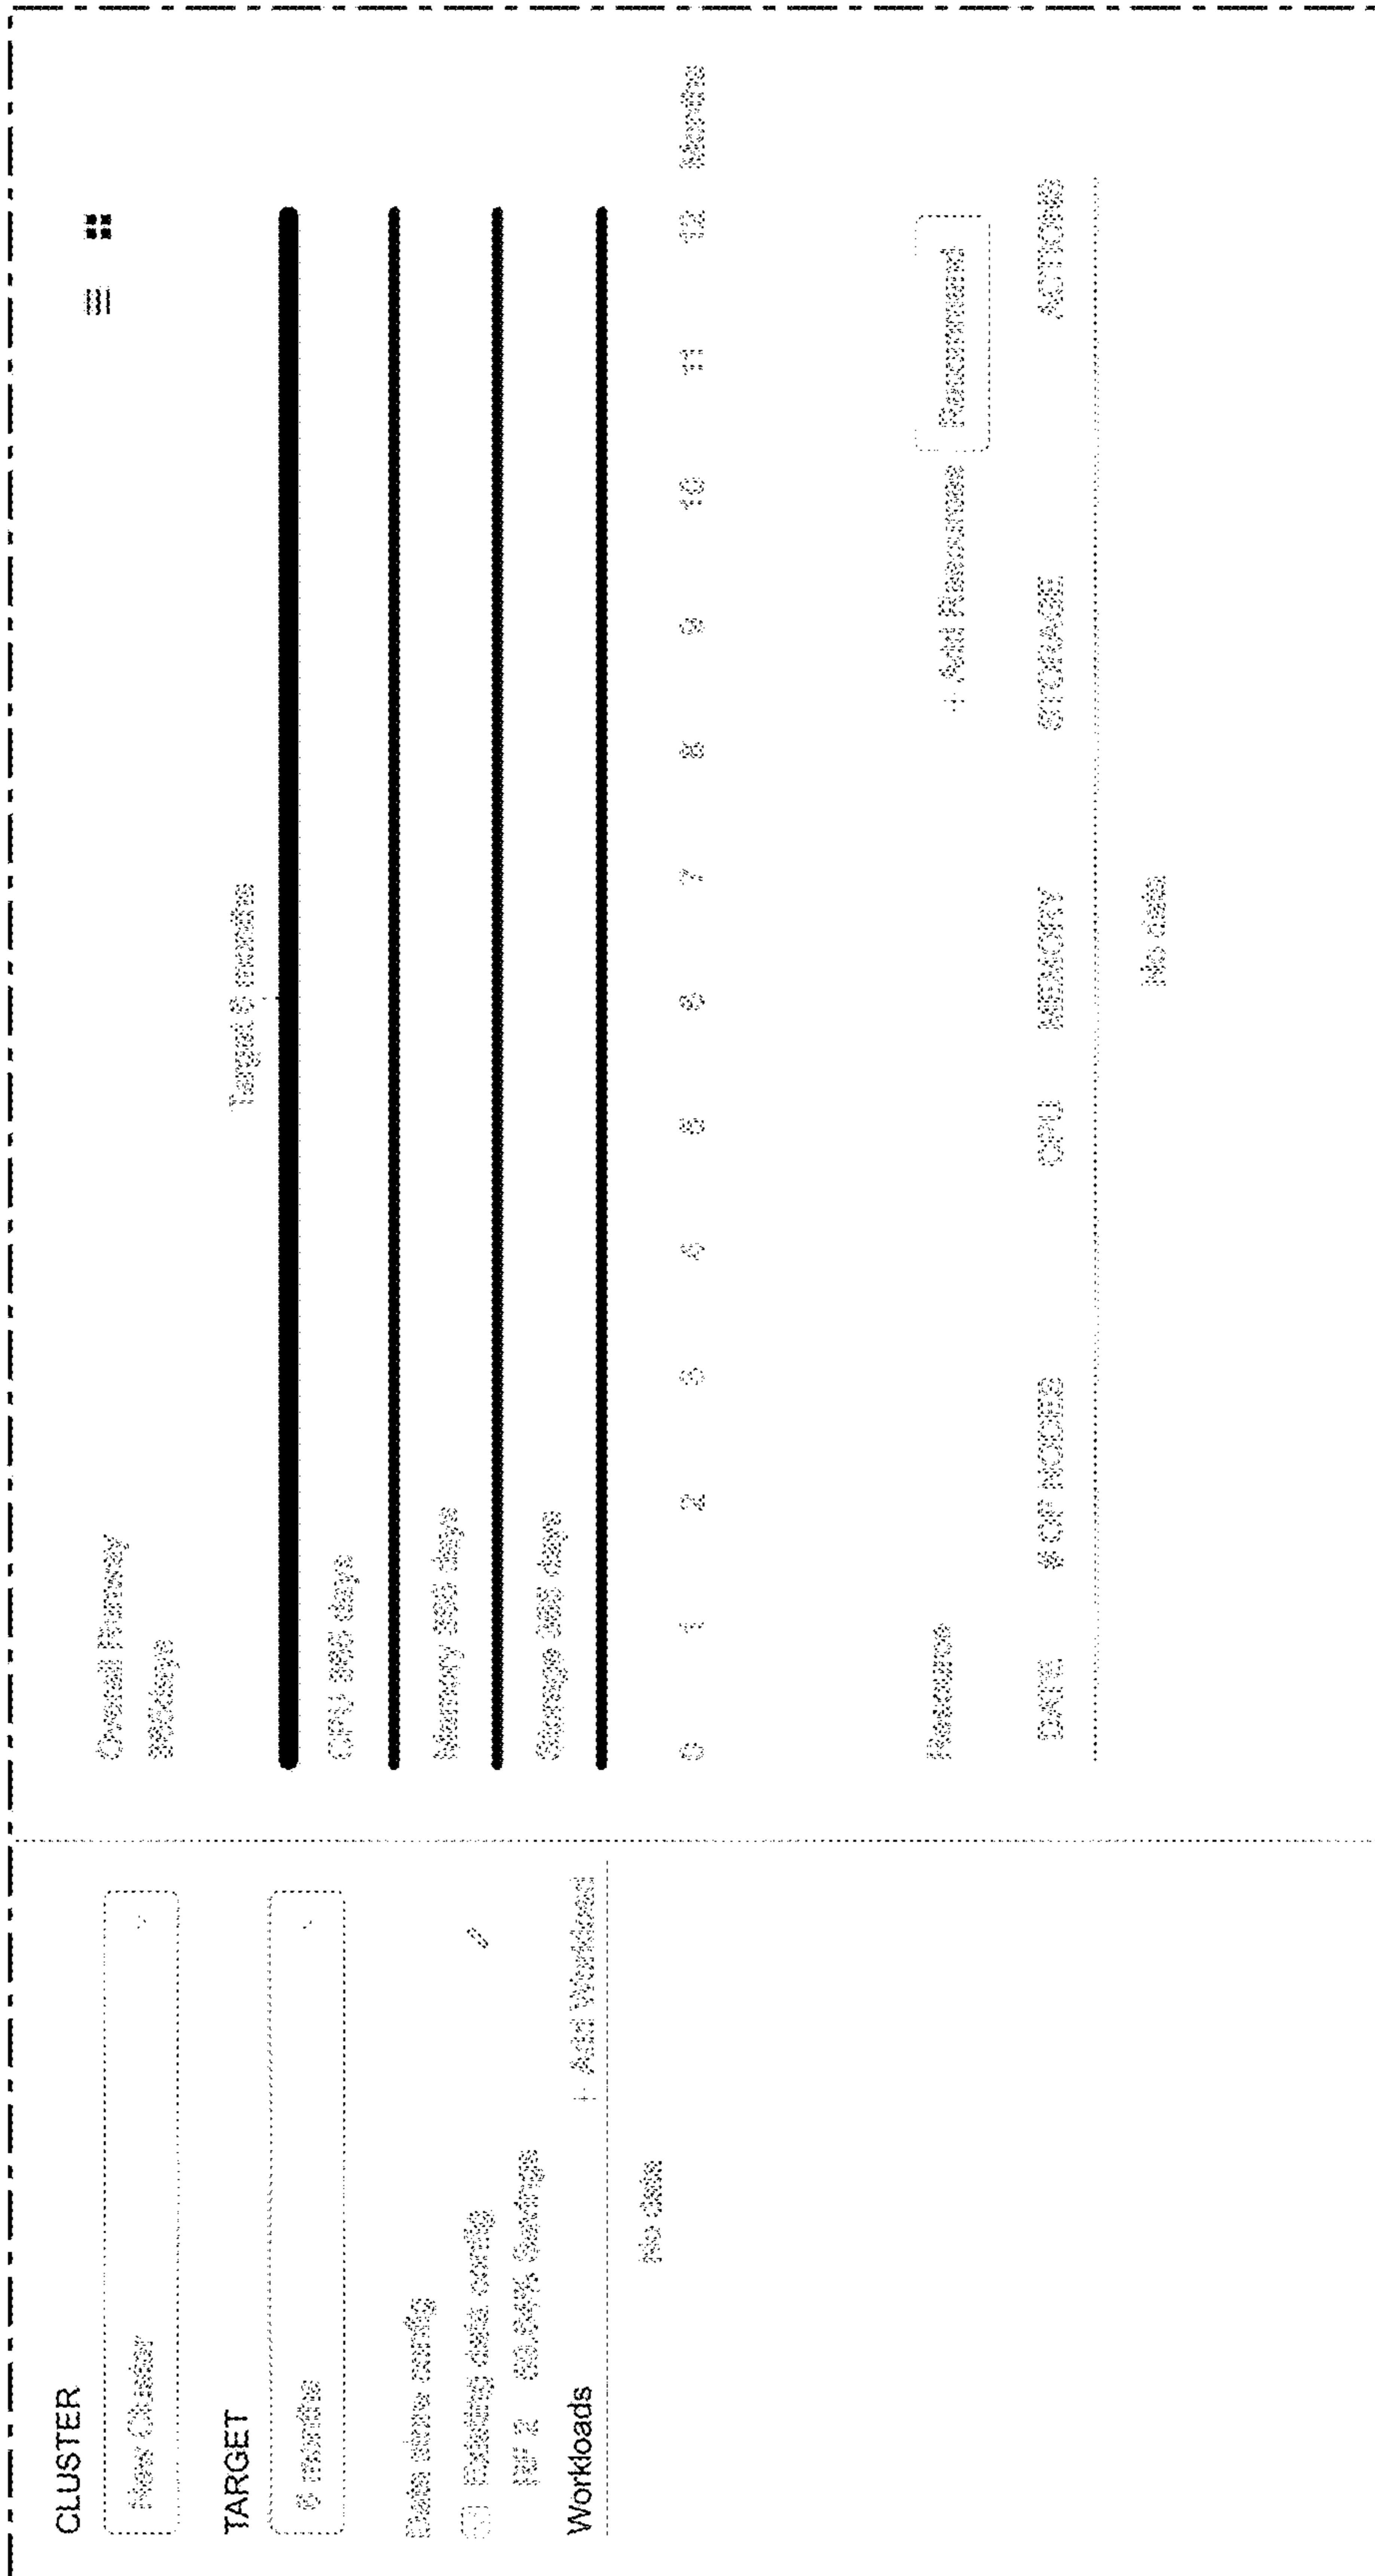 CLUSTER
New Cluster
TARGET
6 months
Data store config
Existing data config
RF 2 Savings
Workloads + Add Workload
No data
Overall Runway
Target 6 months
CPU 365 days
Memory 365 days
Storage 365 days
0 1 2 3 4 5 6 7 8 9 10 11 12 Months
Resource + Add Resources Recommend
DATE # OF NODES CPU MEMORY STORAGE ACTIONS
No data